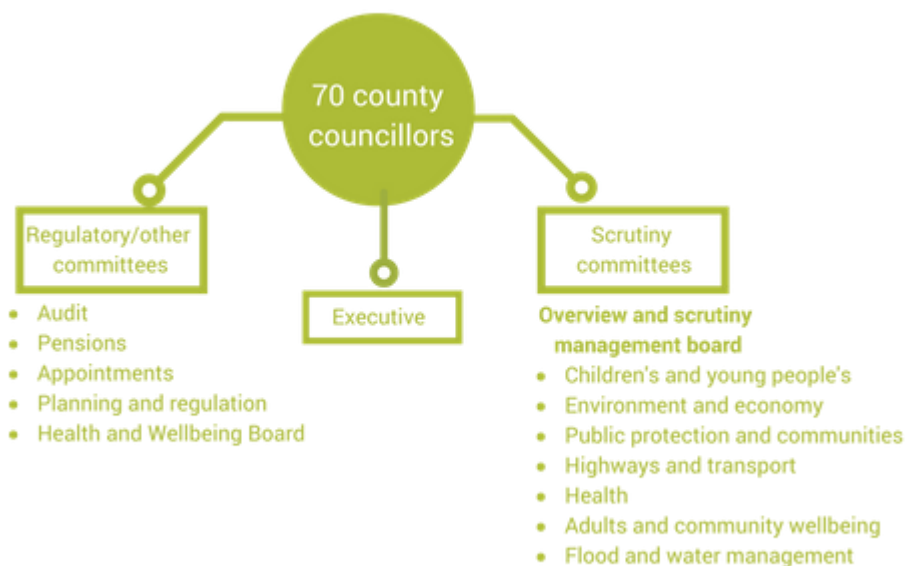 70 county
councillors
Regulatory/other
committees
• Audit
• Pensions
• Appointments
• Planning and regulation
• Health and Wellbeing Board
Executive
Scrutiny
committees
Overview and scrutiny
management board
• Children's and young people's
• Environment and economy
• Public protection and communities
• Highways and transport
• Health
• Adults and community wellbeing
• Flood and water management